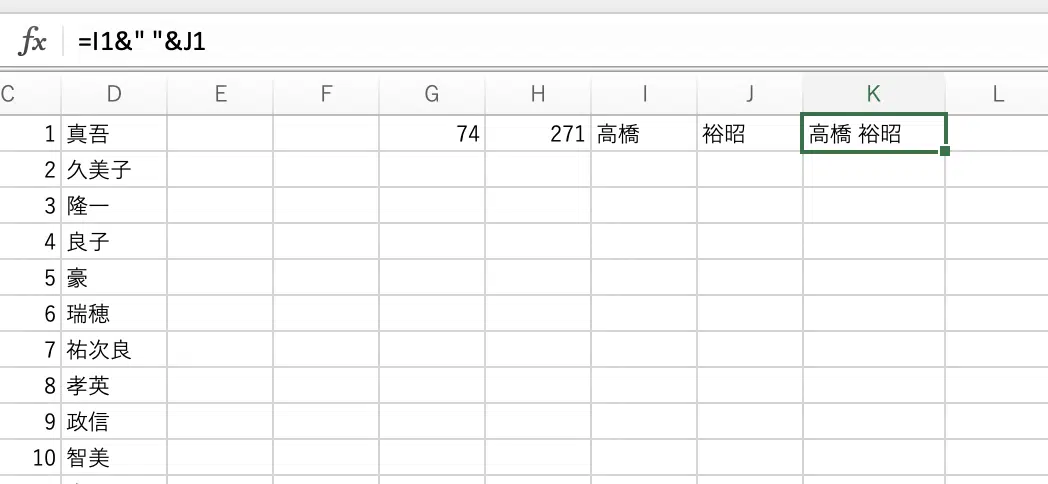 fx =I1&" "&J1
C D E F G H I J K L
1 真吾 74 271 高橋 裕昭 高橋 裕昭
2 久美子
3 隆一
4 良子
5 豪
6 瑞穂
7 祐次良
8 孝英
9 政信
10 智美